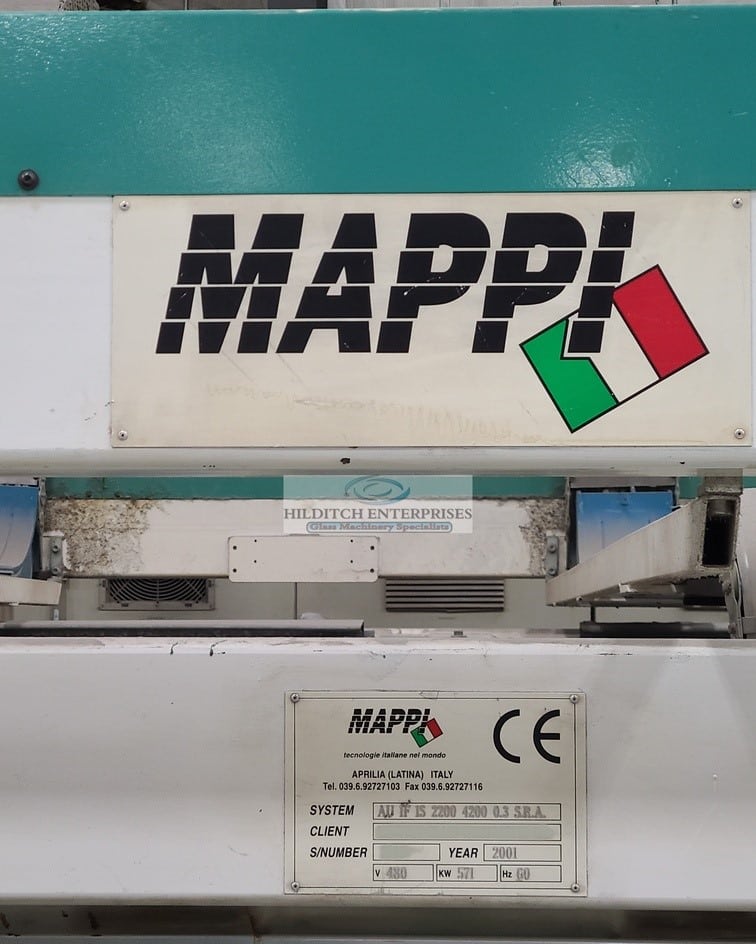 MAPPI
HILDITCH ENTERPRISES
Glass Machinery Specialists
MAPPI
CE
tecnologie italiane nel mondo
APRILIA (LATINA) ITALY
Tel. 039.6.92727103 Fax 039.6.92727116
SYSTEM AU IF IS 2200 4200 0.3 S.R.A.
CLIENT
S/NUMBER YEAR 2001
V 480 KW 571 Hz 60